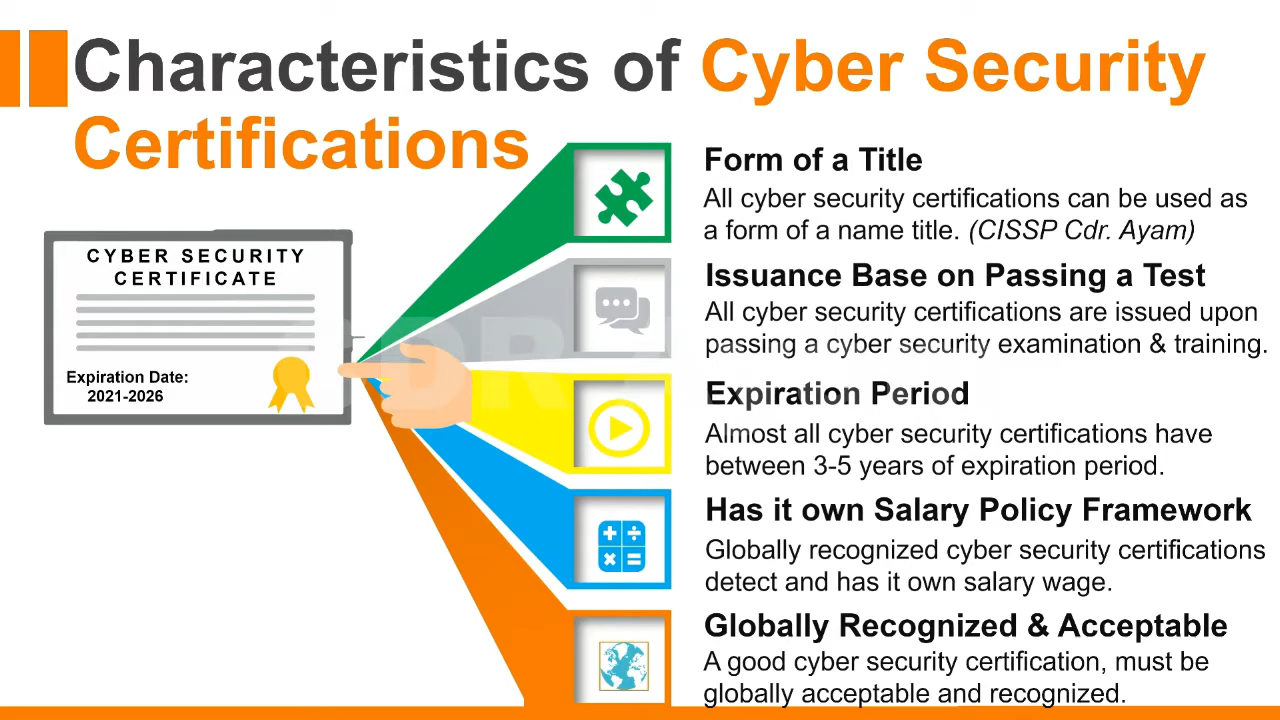 Characteristics of Cyber Security
Certifications
CYBER SECURITY
CERTIFICATE
Expiration Date:
2021-2026
Form of a Title
All cyber security certifications can be used as
a form of a name title. (CISSP Cdr. Ayam)
Issuance Base on Passing a Test
All cyber security certifications are issued upon
passing a cyber security examination & training.
Expiration Period
Almost all cyber security certifications have
between 3-5 years of expiration period.
Has it own Salary Policy Framework
Globally recognized cyber security certifications
detect and has it own salary wage.
Globally Recognized & Acceptable
A good cyber security certification, must be
globally acceptable and recognized.